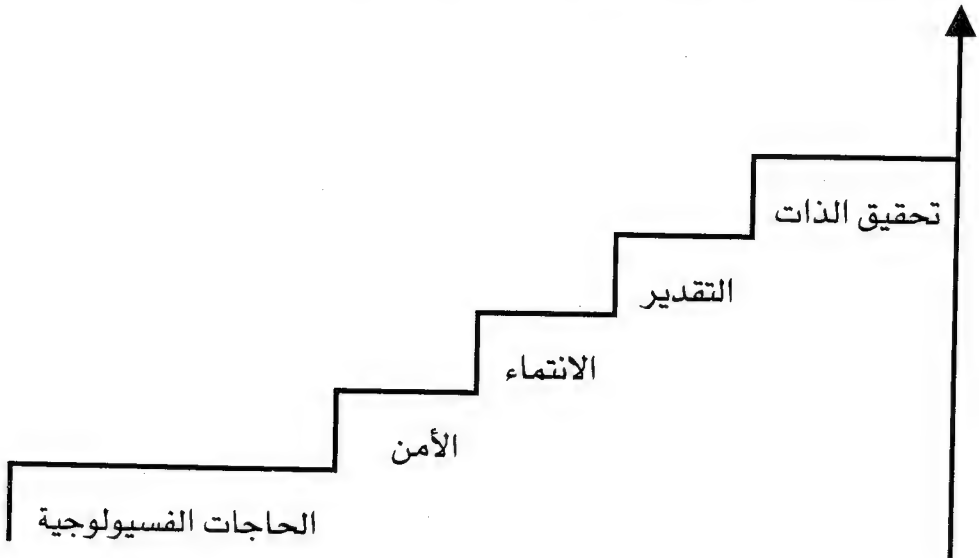 تحقيق الذات
التقدير
الانتماء
الأمن
الحاجات الفسيولوجية